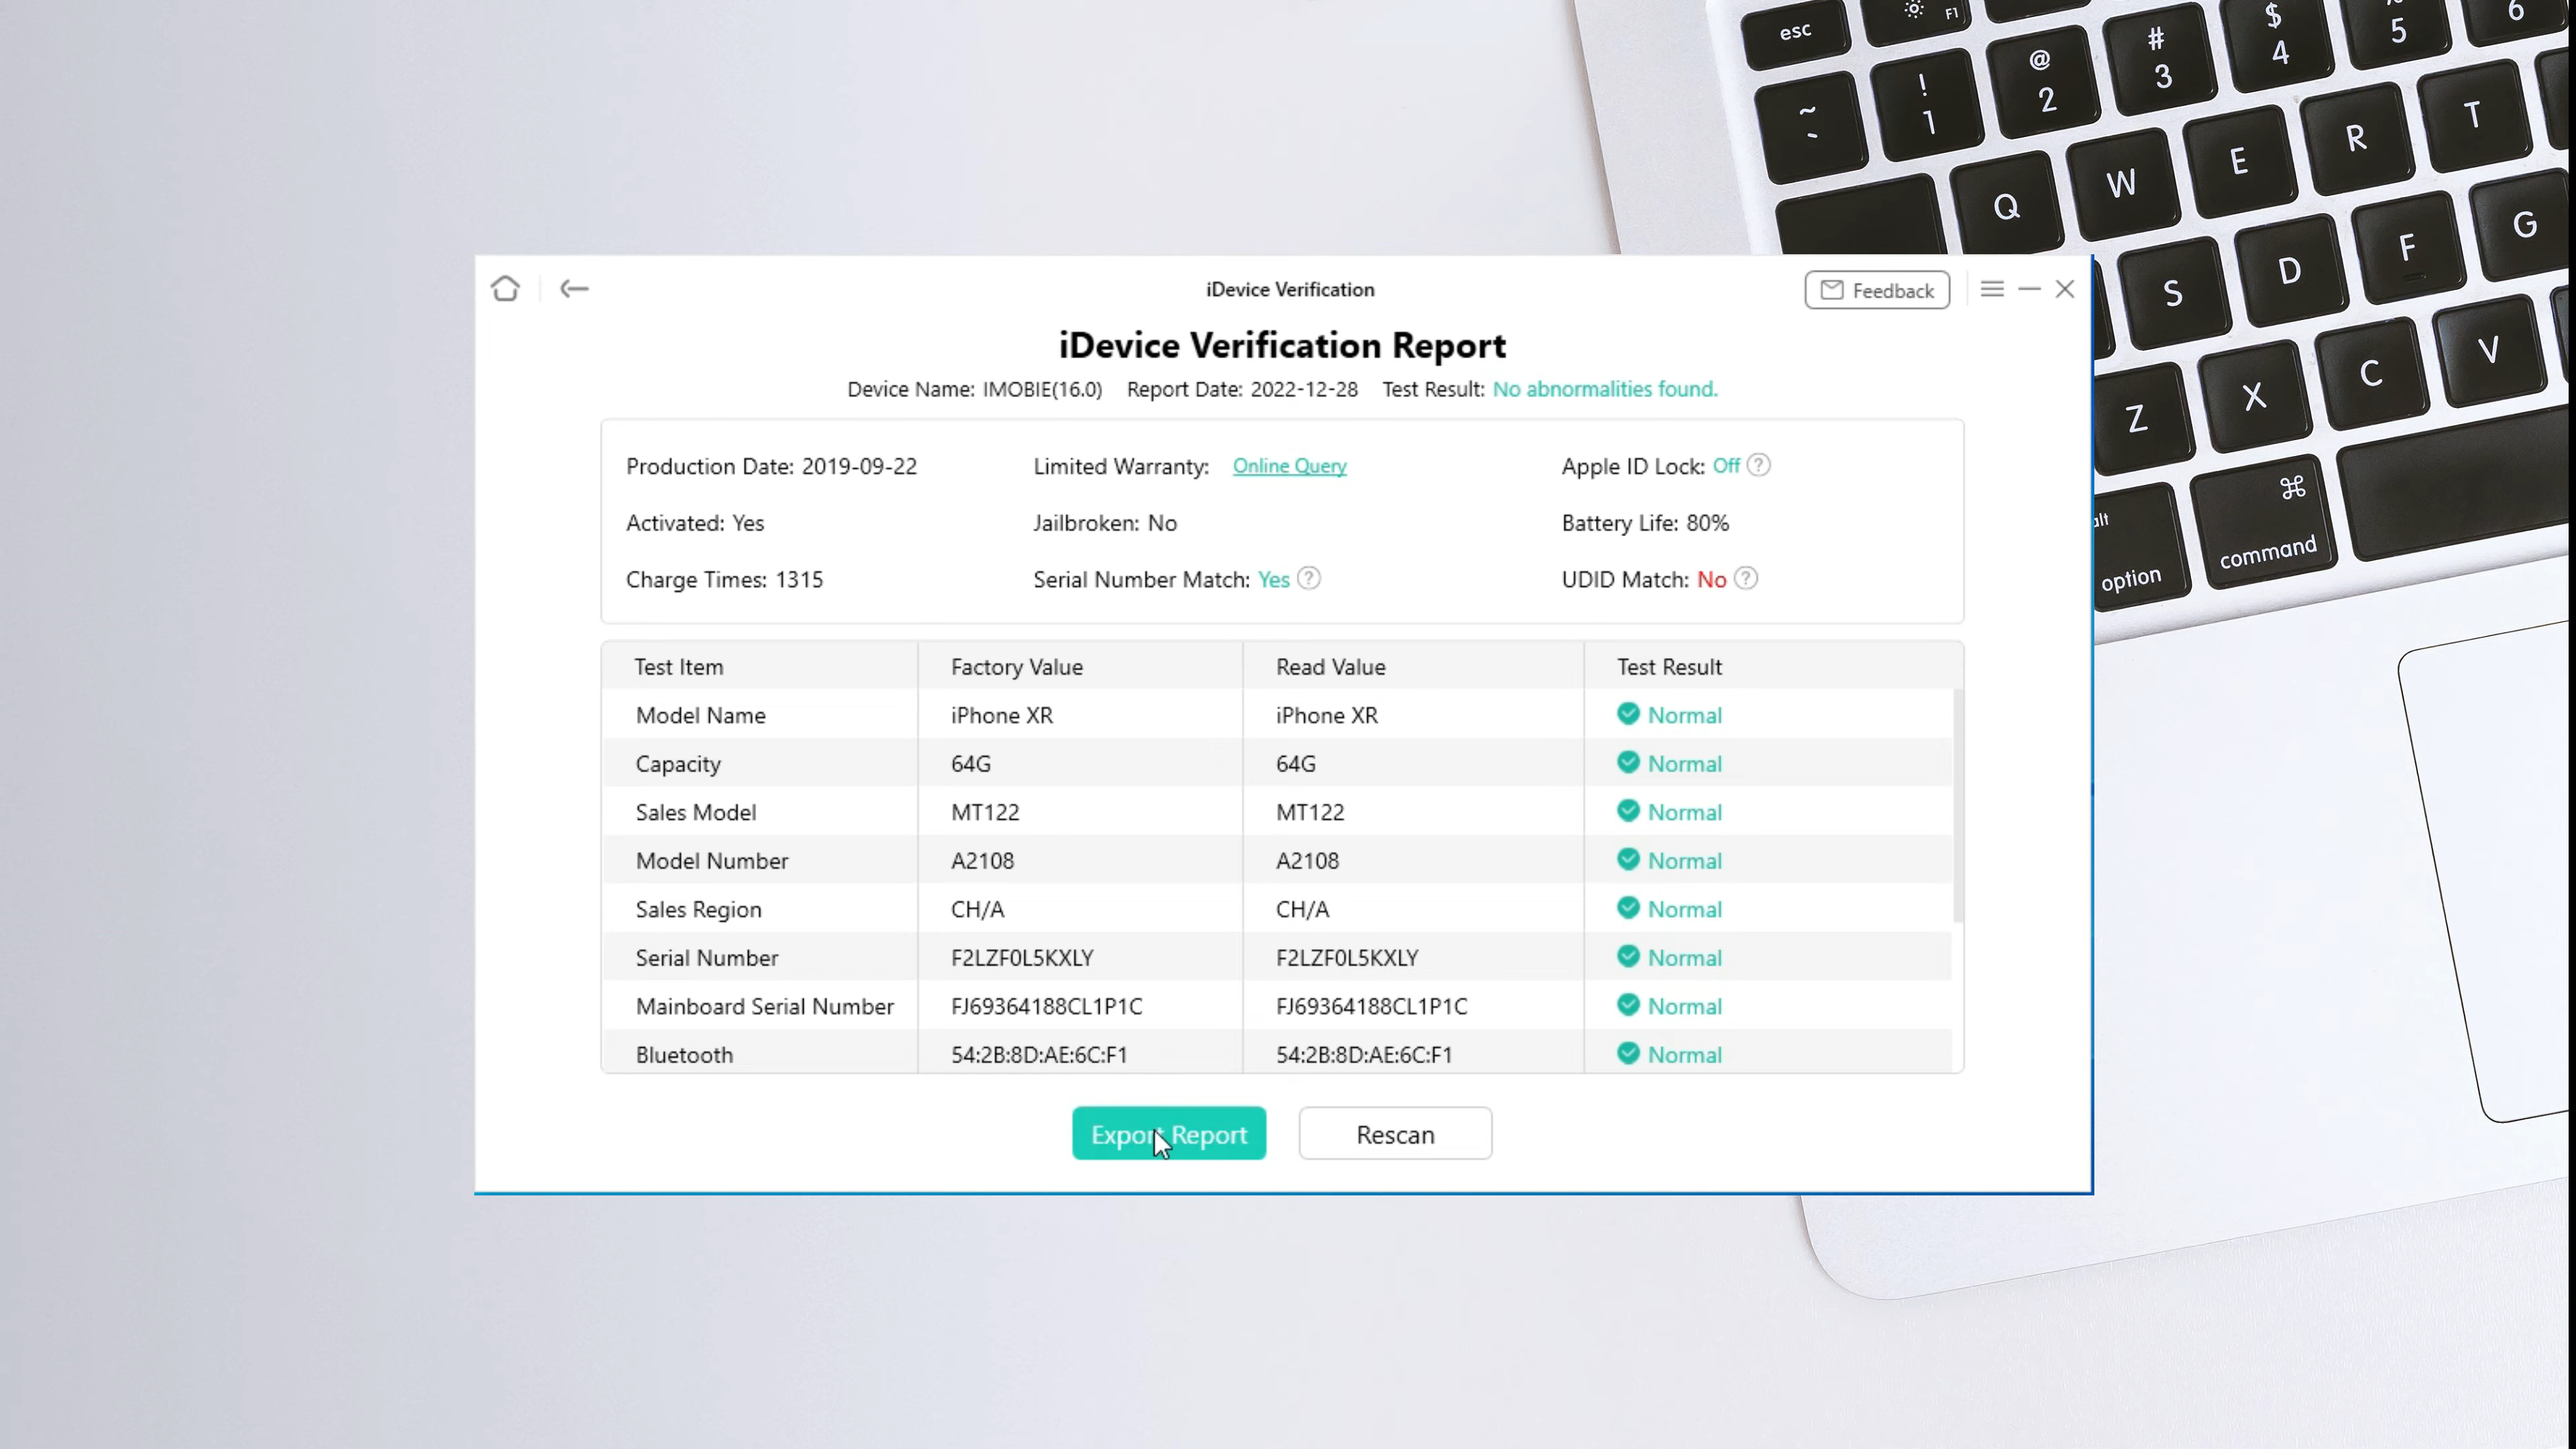 esc F1
~ ` ! 1 @ 2 # 3 $ 4 5 6
Q W E R T
S D F G
Z X C V
option command
iDevice Verification
Feedback
iDevice Verification Report
Device Name: IMOBIE(16.0) Report Date: 2022-12-28 Test Result: No abnormalities found.
Production Date: 2019-09-22 Limited Warranty: Online Query Apple ID Lock: Off ?
Activated: Yes Jailbroken: No Battery Life: 80%
Charge Times: 1315 Serial Number Match: Yes ? UDID Match: No ?
Test Item Factory Value Read Value Test Result
Model Name iPhone XR iPhone XR Normal
Capacity 64G 64G Normal
Sales Model MT122 MT122 Normal
Model Number A2108 A2108 Normal
Sales Region CH/A CH/A Normal
Serial Number F2LZF0L5KXLY F2LZF0L5KXLY Normal
Mainboard Serial Number FJ69364188CL1P1C FJ69364188CL1P1C Normal
Bluetooth 54:2B:8D:AE:6C:F1 54:2B:8D:AE:6C:F1 Normal
Export Report Rescan